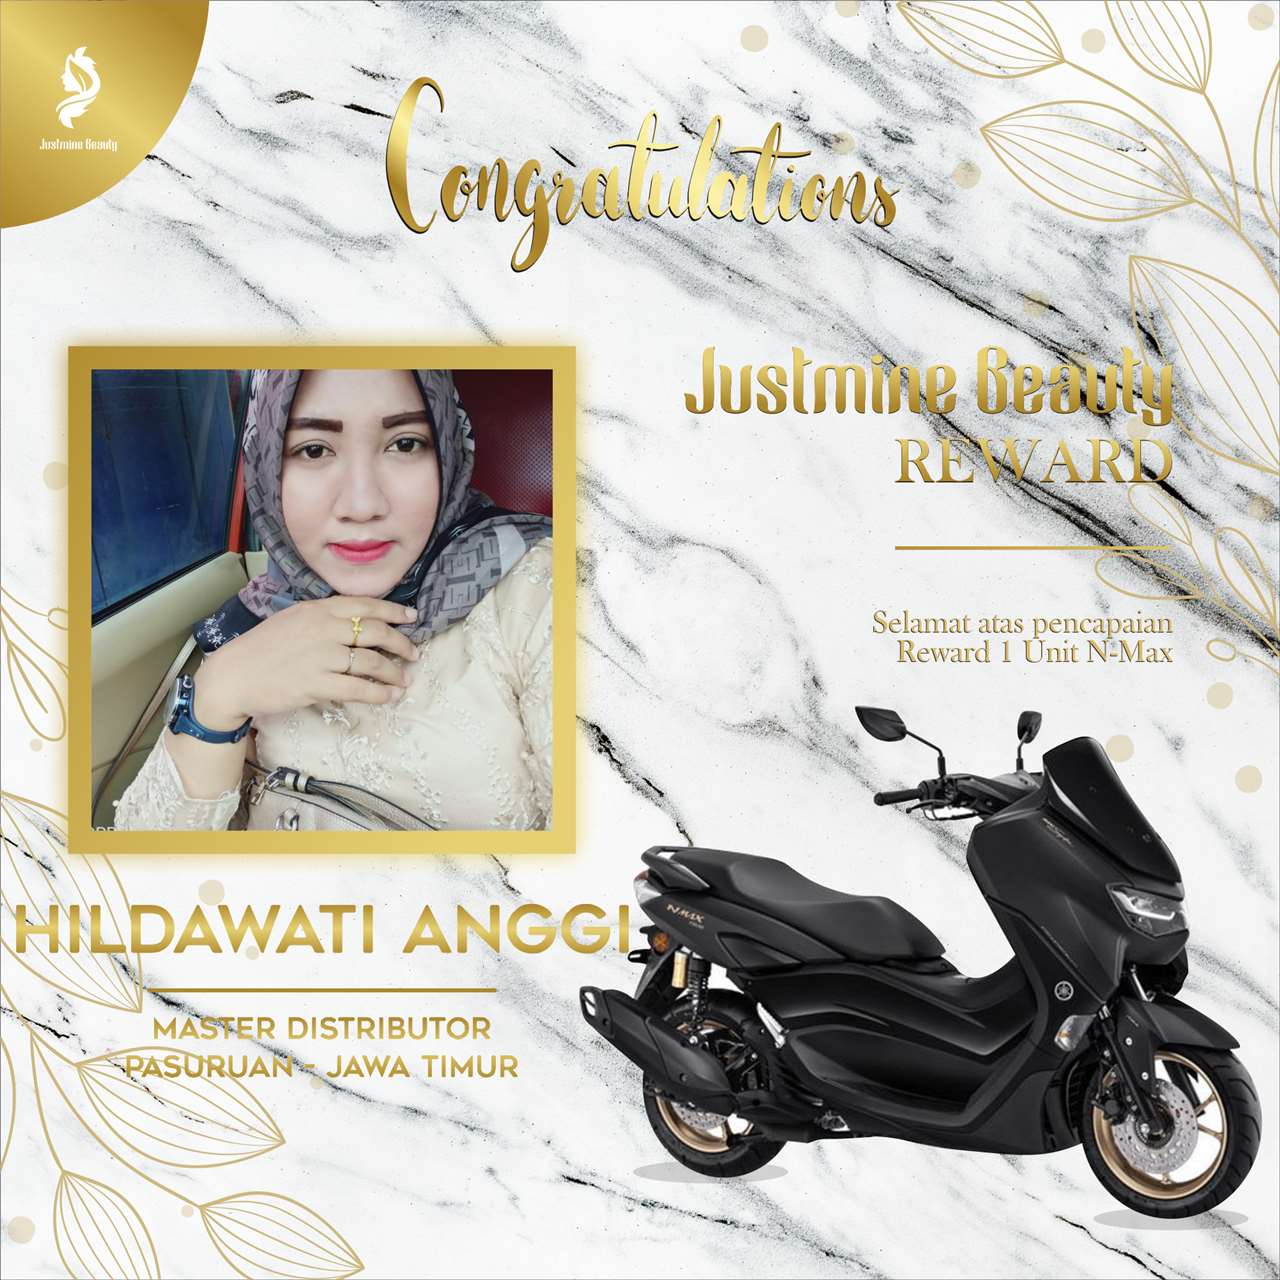 Justmine Beauty
Congratulations
Justmine Beauty
REWARD
Selamat atas pencapaian
Reward 1 Unit N-Max
HILDAWATI ANGGI
MASTER DISTRIBUTOR
PASURUAN - JAWA TIMUR
NMAX